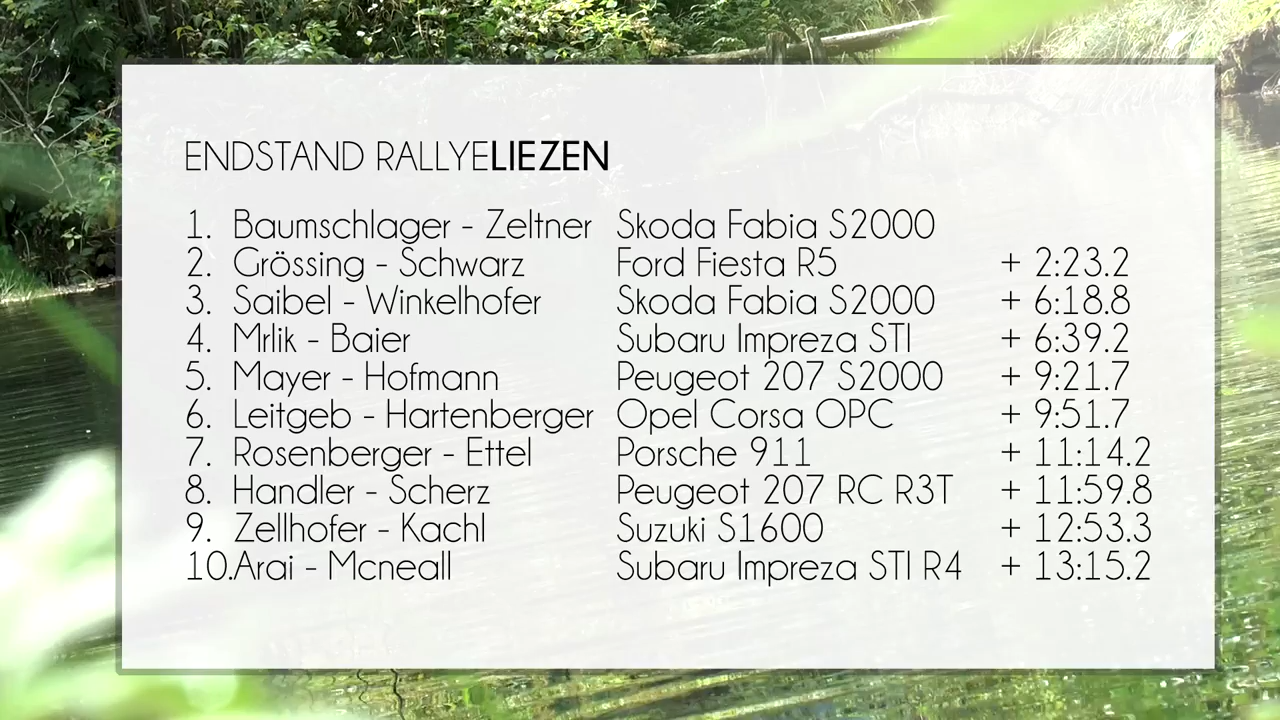 ENDSTAND RALLYELIEZEN
1. Baumschlager - Zeltner Skoda Fabia S2000
2. Grössing - Schwarz Ford Fiesta R5 + 2:23.2
3. Saibel - Winkelhofer Skoda Fabia S2000 + 6:18.8
4. Mrlik - Baier Subaru Impreza STI + 6:39.2
5. Mayer - Hofmann Peugeot 207 S2000 + 9:21.7
6. Leitgeb - Hartenberger Opel Corsa OPC + 9:51.7
7. Rosenberger - Ettel Porsche 911 + 11:14.2
8. Handler - Scherz Peugeot 207 RC R3T + 11:59.8
9. Zellhofer - Kachl Suzuki S1600 + 12:53.3
10.Arai - Mcneall Subaru Impreza STI R4 + 13:15.2